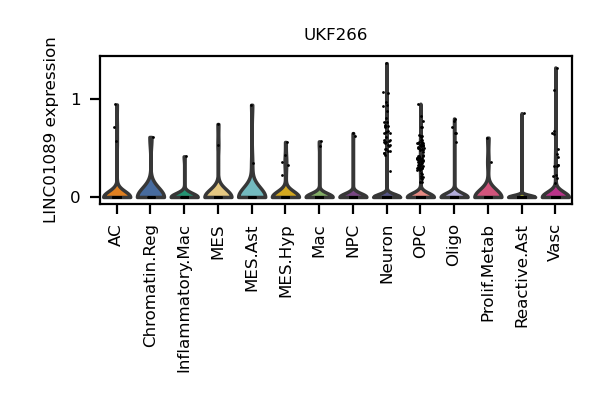 UKF266
LINC01089 expression
1
0
AC
Chromatin.Reg
Inflammatory.Mac
MES
MES.Ast
MES.Hyp
Mac
NPC
Neuron
OPC
Oligo
Prolif.Metab
Reactive.Ast
Vasc